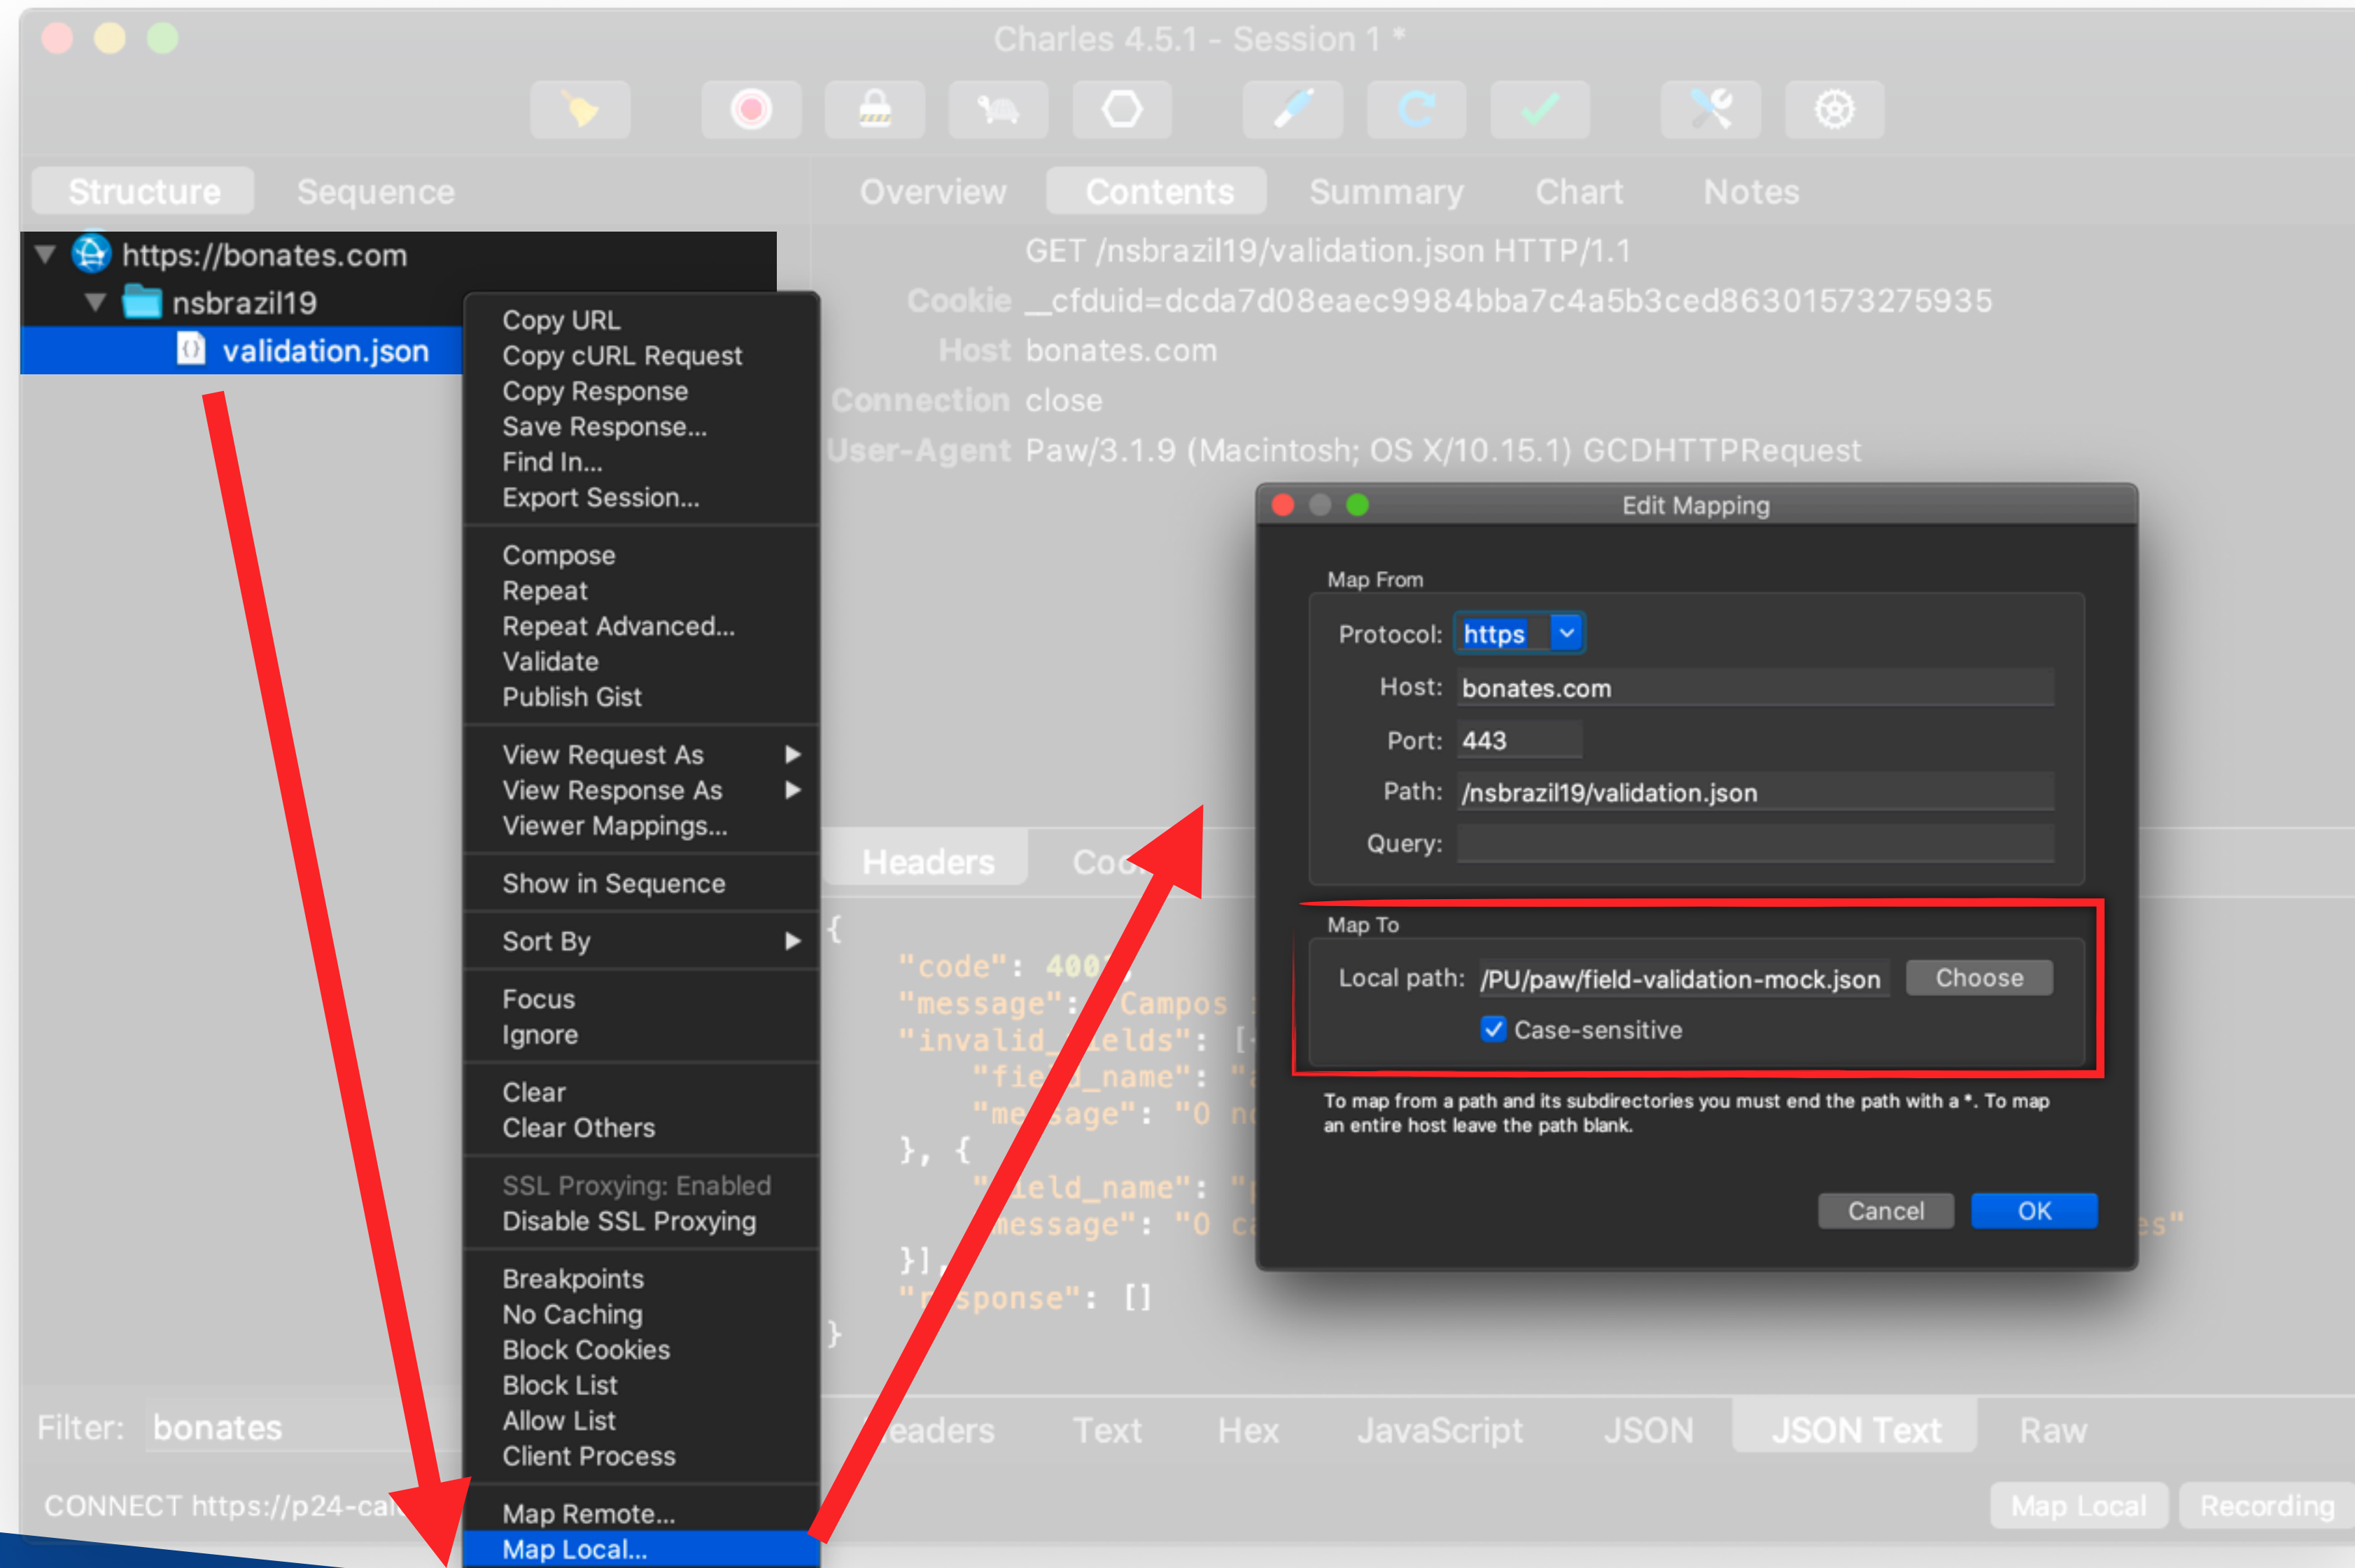 Charles 4.5.1 - Session 1 *
Structure
Sequence
Overview
Contents
Summary
Chart
Notes
https://bonates.com
nsbrazil19
validation.json
GET /nsbrazil19/validation.json HTTP/1.1
Cookie __cfduid=dcda7d08eaec9984bba7c4a5b3ced86301573275935
Host bonates.com
Connection close
User-Agent Paw/3.1.9 (Macintosh; OS X/10.15.1) GCDHTTPRequest
Copy URL
Copy cURL Request
Copy Response
Save Response...
Find In...
Export Session...
Compose
Repeat
Repeat Advanced...
Validate
Publish Gist
View Request As
View Response As
Viewer Mappings...
Show in Sequence
Sort By
Focus
Ignore
Clear
Clear Others
SSL Proxying: Enabled
Disable SSL Proxying
Breakpoints
No Caching
Block Cookies
Block List
Allow List
Client Process
Map Remote...
Map Local...
Edit Mapping
Map From
Protocol: https
Host: bonates.com
Port: 443
Path: /nsbrazil19/validation.json
Query:
Map To
Local path: /PU/paw/field-validation-mock.json
Choose
Case-sensitive
To map from a path and its subdirectories you must end the path with a *. To map
an entire host leave the path blank.
Cancel
OK
Headers
{
"code":
"message": "Campos
"invalid_fields": [
"field_name":
"message": "O
}, {
"field_name":
"message": "O
}],
"response": []
}
Headers
Text
Hex
JavaScript
JSON
JSON Text
Raw
Filter: bonates
CONNECT
Map Local
Recording